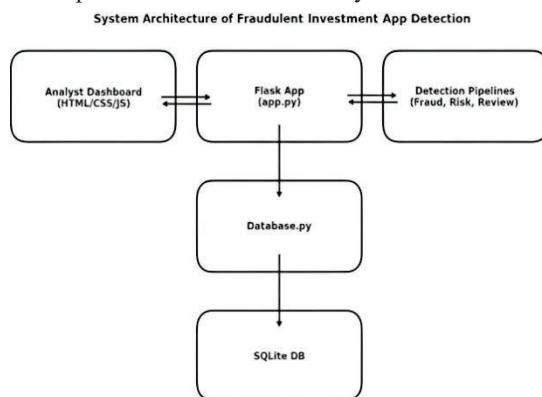 System Architecture of Fraudulent Investment App Detection
Analyst Dashboard
(HTML/CSS/JS)
Flask App
(app.py)
Detection Pipelines
(Fraud, Risk, Review)
Database.py
SQLite DB